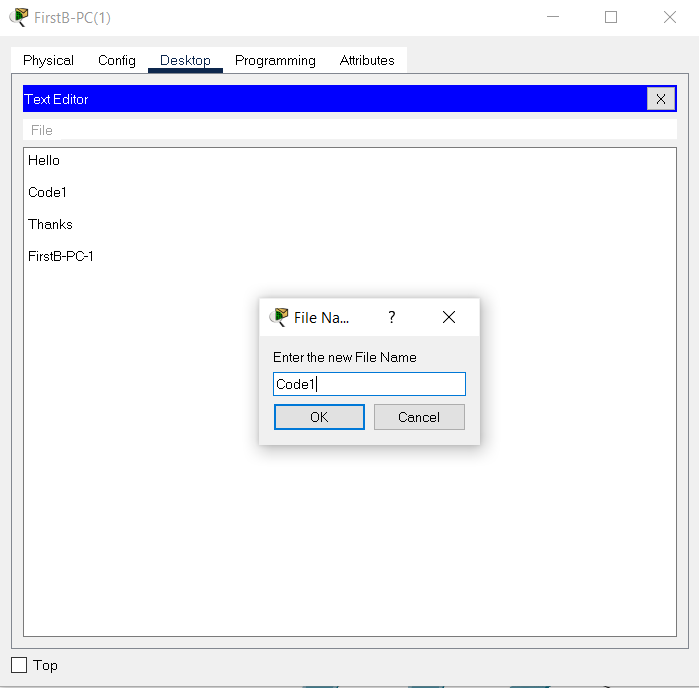 FirstB-PC(1)
Physical Config Desktop Programming Attributes
Text Editor X
File
Hello
Code1
Thanks
FirstB-PC-1
File Na... ?
Enter the new File Name
Code1
OK Cancel
Top